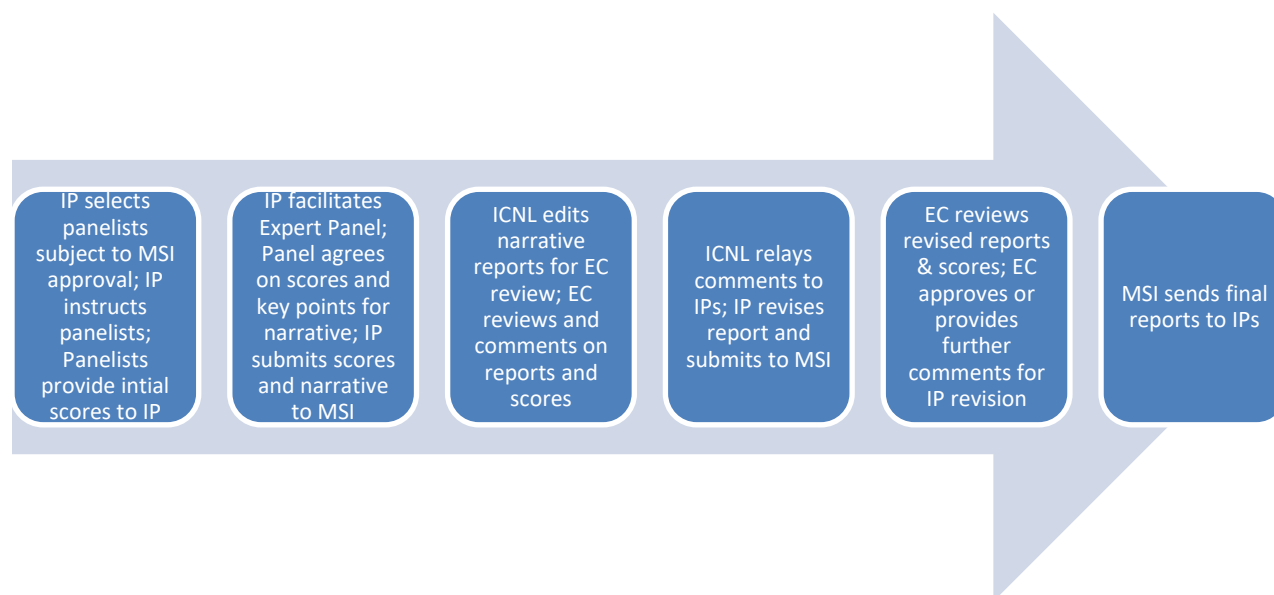 IP selects
panelists
subject to MSI
approval; IP
instructs
panelists;
Panelists
provide intial
scores to IP
IP facilitates
Expert Panel;
Panel agrees
on scores and
key points for
narrative; IP
submits scores
and narrative
to MSI
ICNL edits
narrative
reports for EC
review; EC
reviews and
comments on
reports and
scores
ICNL relays
comments to
IPs; IP revises
report and
submits to MSI
EC reviews
revised reports
& scores; EC
approves or
provides
further
comments for
IP revision
MSI sends final
reports to IPs